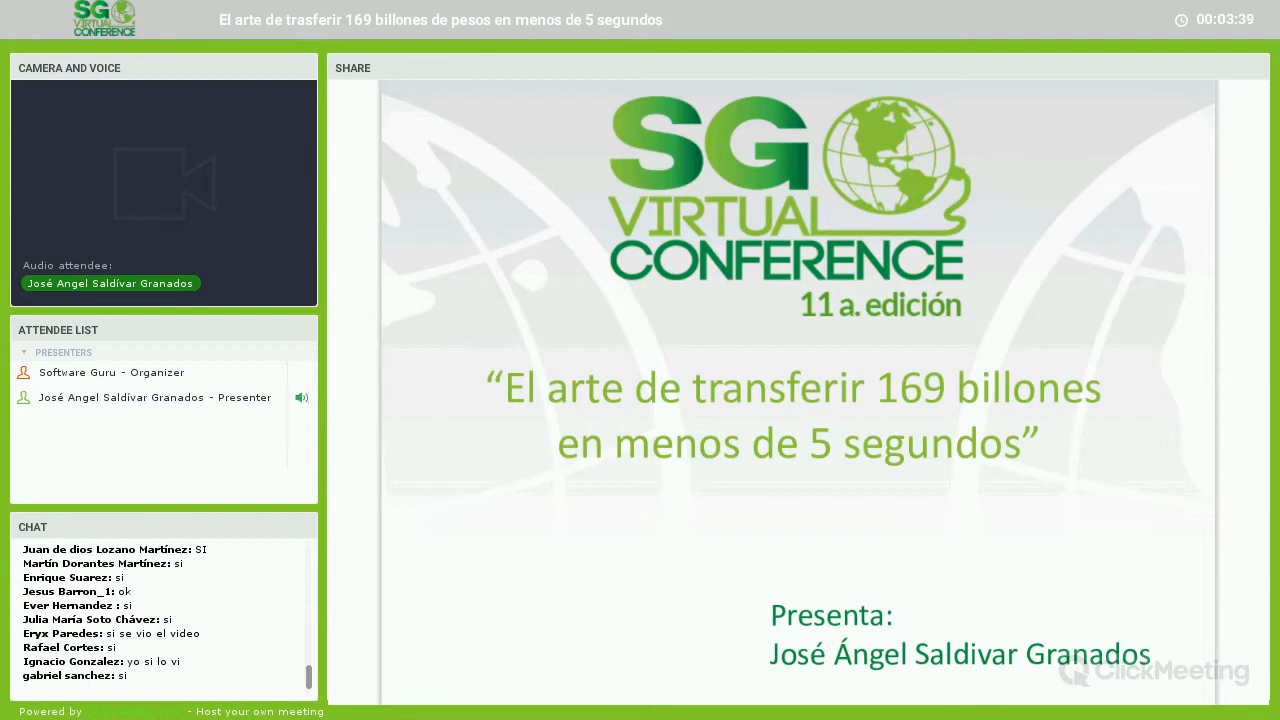 SG
VIRTUAL
CONFERENCE
El arte de trasferir 169 billones de pesos en menos de 5 segundos
00:03:39
CAMERA AND VOICE
Audio attendee:
José Angel Saldívar Granados
ATTENDEE LIST
PRESENTERS
Software Guru - Organizer
José Angel Saldívar Granados - Presenter
CHAT
Juan de dios Lozano Martínez: SI
Martín Dorantes Martínez: si
Enrique Suarez: si
Jesus Barron_1: ok
Ever Hernandez : si
Julia María Soto Chávez: si
Eryx Paredes: si se vio el video
Rafael Cortes: si
Ignacio Gonzalez: yo si lo vi
gabriel sanchez: si
Powered by - Host your own meeting
SHARE
SG
VIRTUAL
CONFERENCE
11 a. edición
“El arte de transferir 169 billones
en menos de 5 segundos”
Presenta:
José Ángel Saldivar Granados
ClickMeeting